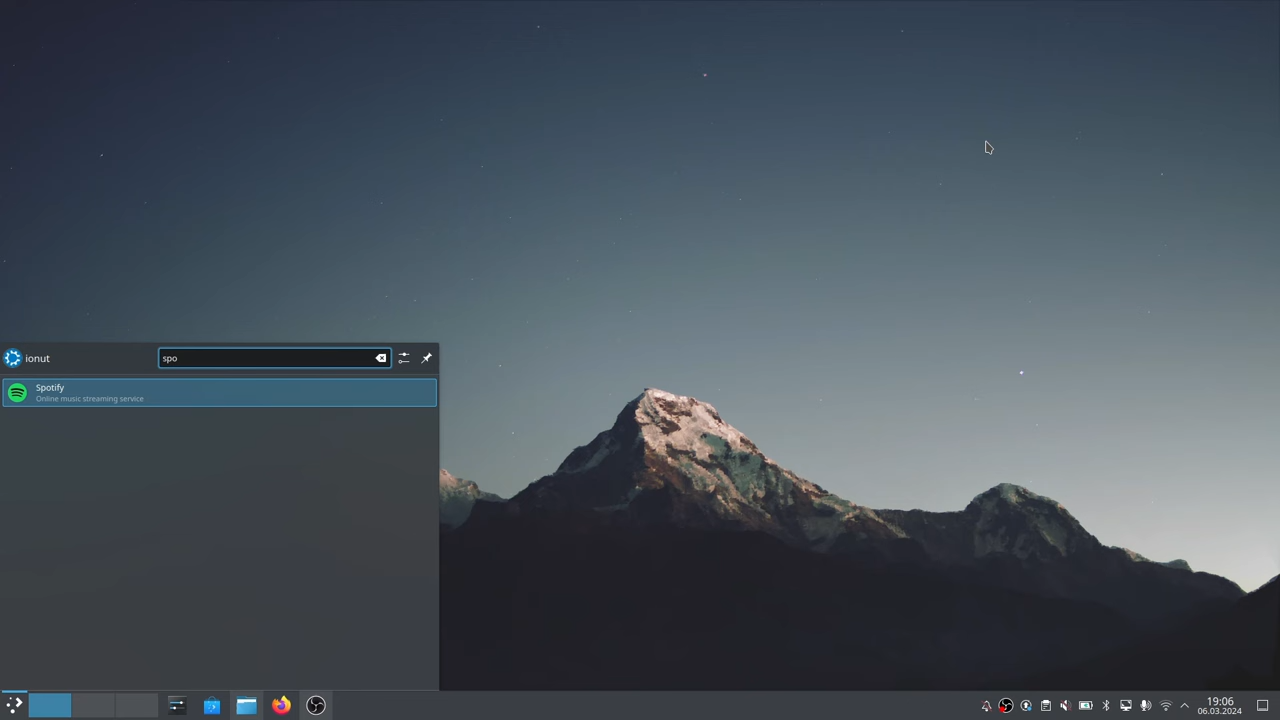 ionut
spo
Spotify
Online music streaming service
19:06
06.03.2024